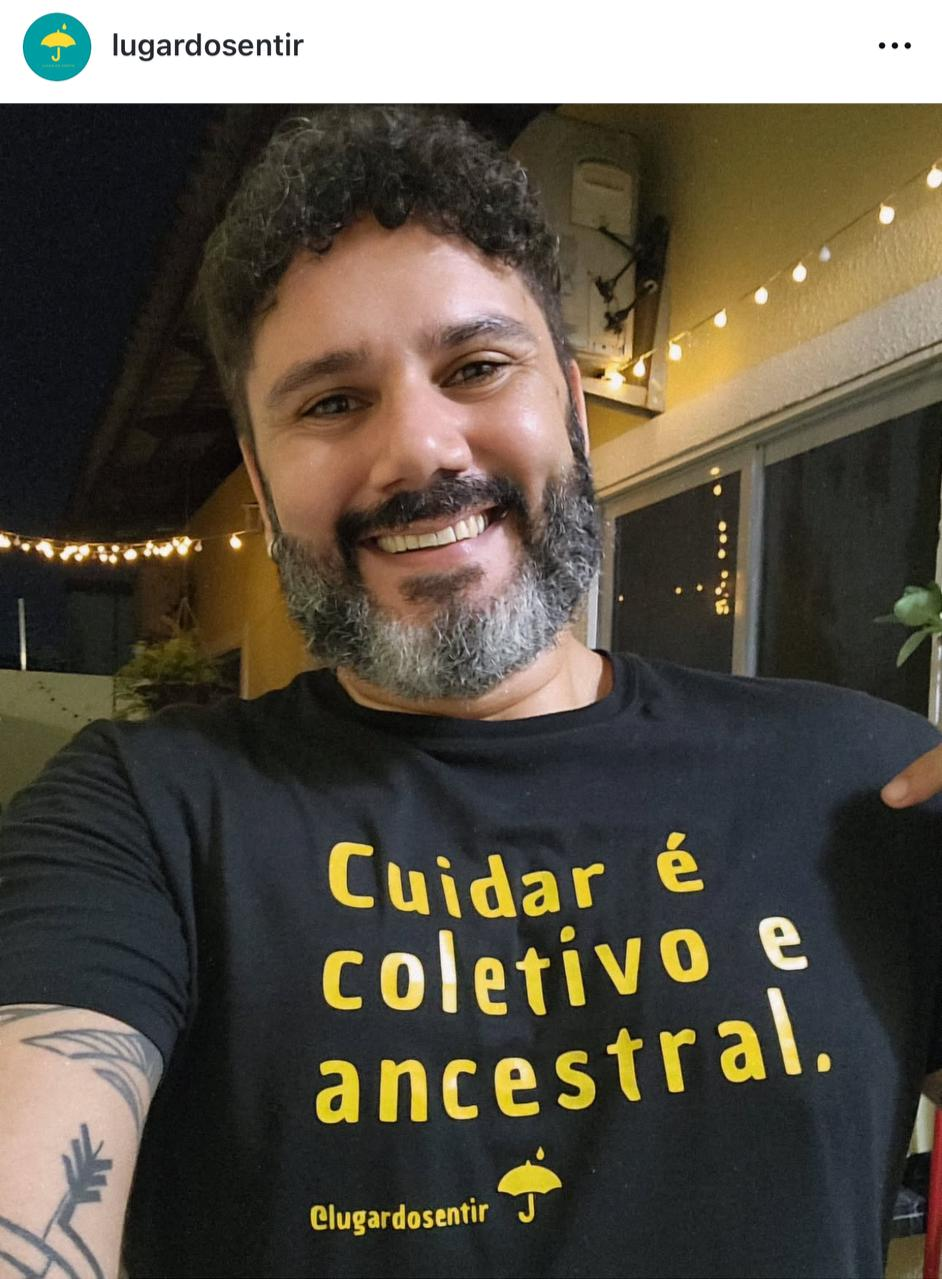 lugardosentir
Cuidar é
coletivo e
ancestral.
@lugardosentir